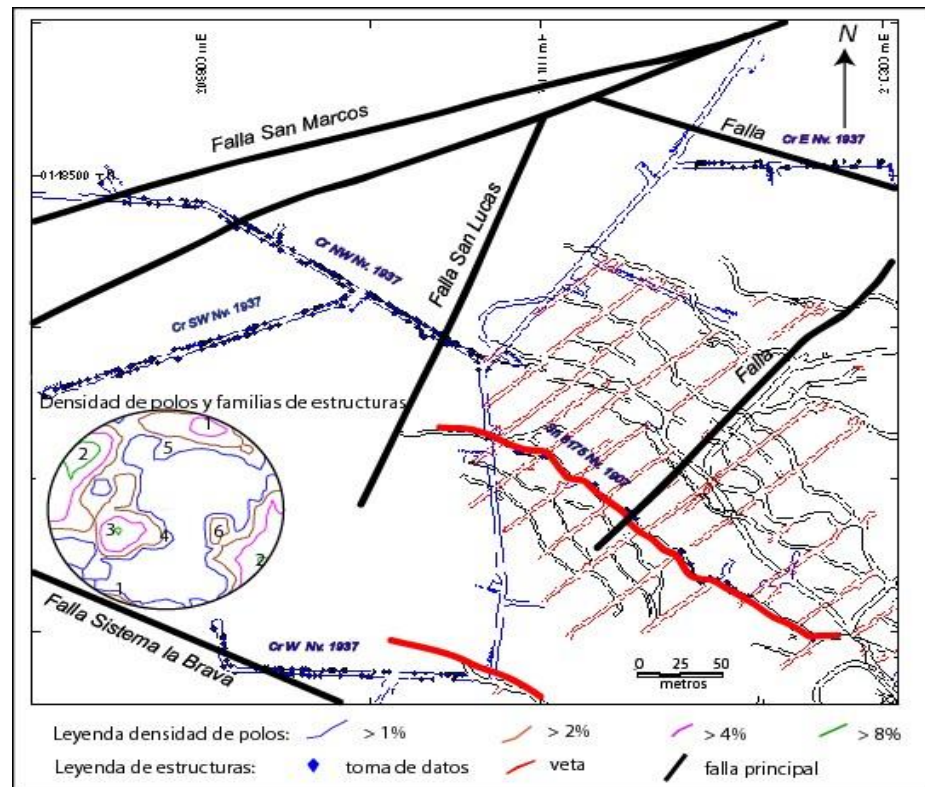 N
Falla San Marcos
Falla
Cr E Nv. 1937
Falla San Lucas
Cr NW Nv. 1937
Cr SW Nv. 1937
Falla
Densidad de polos y familias de estructuras
1
5
2
3
4
6
2
1
Falla Sistema la Brava
Cr W Nv. 1937
0 25 50
metros
Leyenda densidad de polos: > 1% > 2% > 4% > 8%
Leyenda de estructuras: toma de datos veta falla principal